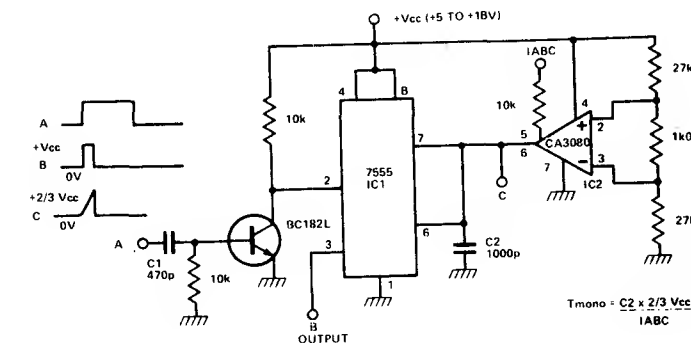 +Vcc (+5 TO +18V)
IABC
27k
4
8
10k
10k
4
A
+Vcc
B
0V
+2/3 Vcc
C
0V
7
5
6
+
2
CA3080
1k0
−
3
7
IC2
2
7555
IC1
C
A
BC182L
6
C2
1000p
27k
3
C1
470p
10k
1
B
OUTPUT
Tmono = C2 x 2/3 Vcc
IABC